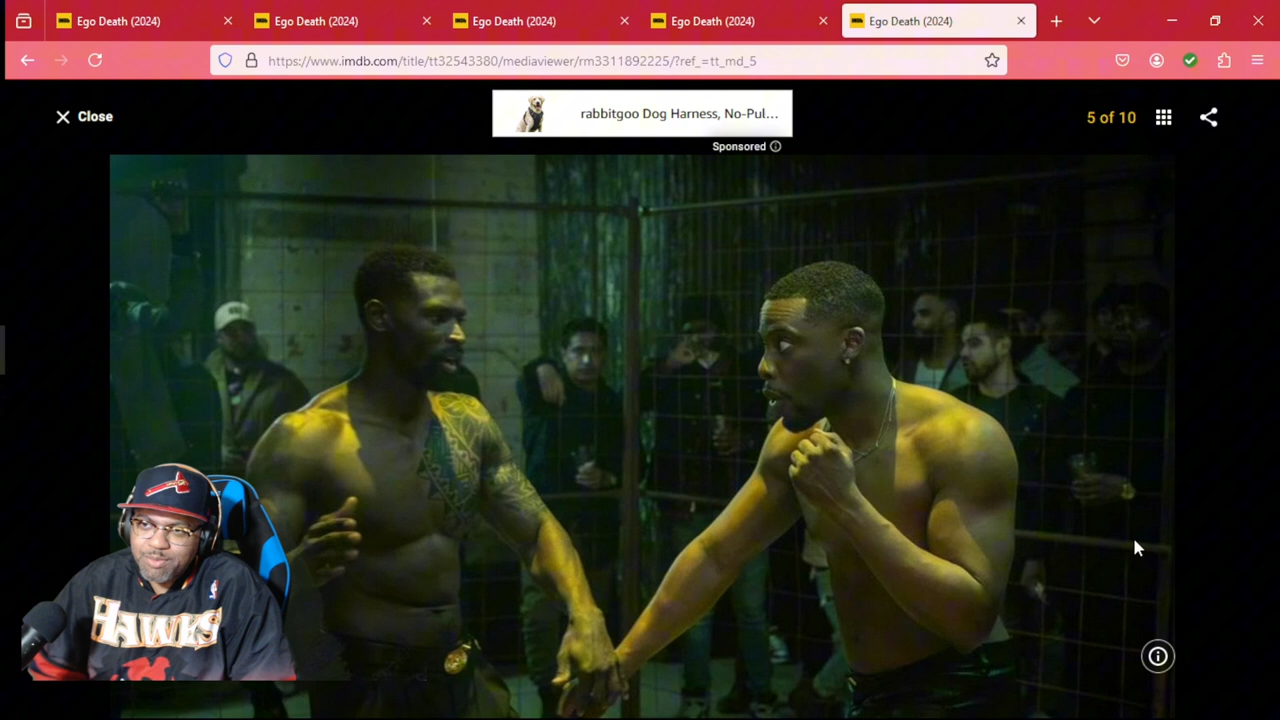 Ego Death (2024)
Ego Death (2024)
Ego Death (2024)
Ego Death (2024)
Ego Death (2024)
https://www.imdb.com/title/tt32543380/mediaviewer/rm3311892225/?ref_=tt_md_5
Close
rabbitgoo Dog Harness, No-Pul...
5 of 10
Sponsored
HAWKS